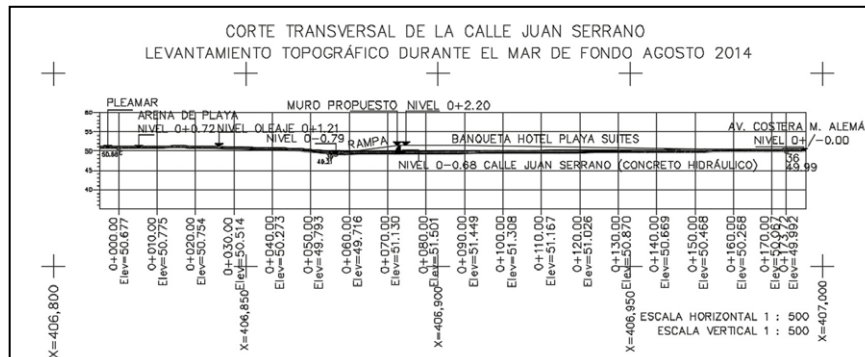 CORTE TRANSVERSAL DE LA CALLE JUAN SERRANO
LEVANTAMIENTO TOPOGRÁFICO DURANTE EL MAR DE FONDO AGOSTO 2014
PLEAMAR
ARENA DE PLAYA
NIVEL 0+0.72
NIVEL OLEAJE 0+1.21
NIVEL 0-0.79
RAMPA
MURO PROPUESTO NIVEL 0+2.20
BANQUETA HOTEL PLAYA SUITES
AV. COSTERA M. ALEMÁ
NIVEL 0+/-0.00
NIVEL 0-0.68 CALLE JUAN SERRANO (CONCRETO HIDRÁULICO)
36
49.99
60
55
50
45
40
0+000.00 Elev=50.677
0+010.00 Elev=50.775
0+020.00 Elev=50.754
0+030.00 Elev=50.514
0+040.00 Elev=50.273
0+050.00 Elev=49.793
0+060.00 Elev=49.716
0+070.00 Elev=51.130
0+080.00 Elev=51.501
0+090.00 Elev=51.449
0+100.00 Elev=51.308
0+110.00 Elev=51.167
0+120.00 Elev=51.026
0+130.00 Elev=50.870
0+140.00 Elev=50.669
0+150.00 Elev=50.468
0+160.00 Elev=50.268
0+170.00
Elev=49.992
X=406,800
X=406,850
X=406,900
X=406,950
X=407,000
ESCALA HORIZONTAL 1 : 500
ESCALA VERTICAL 1 : 500